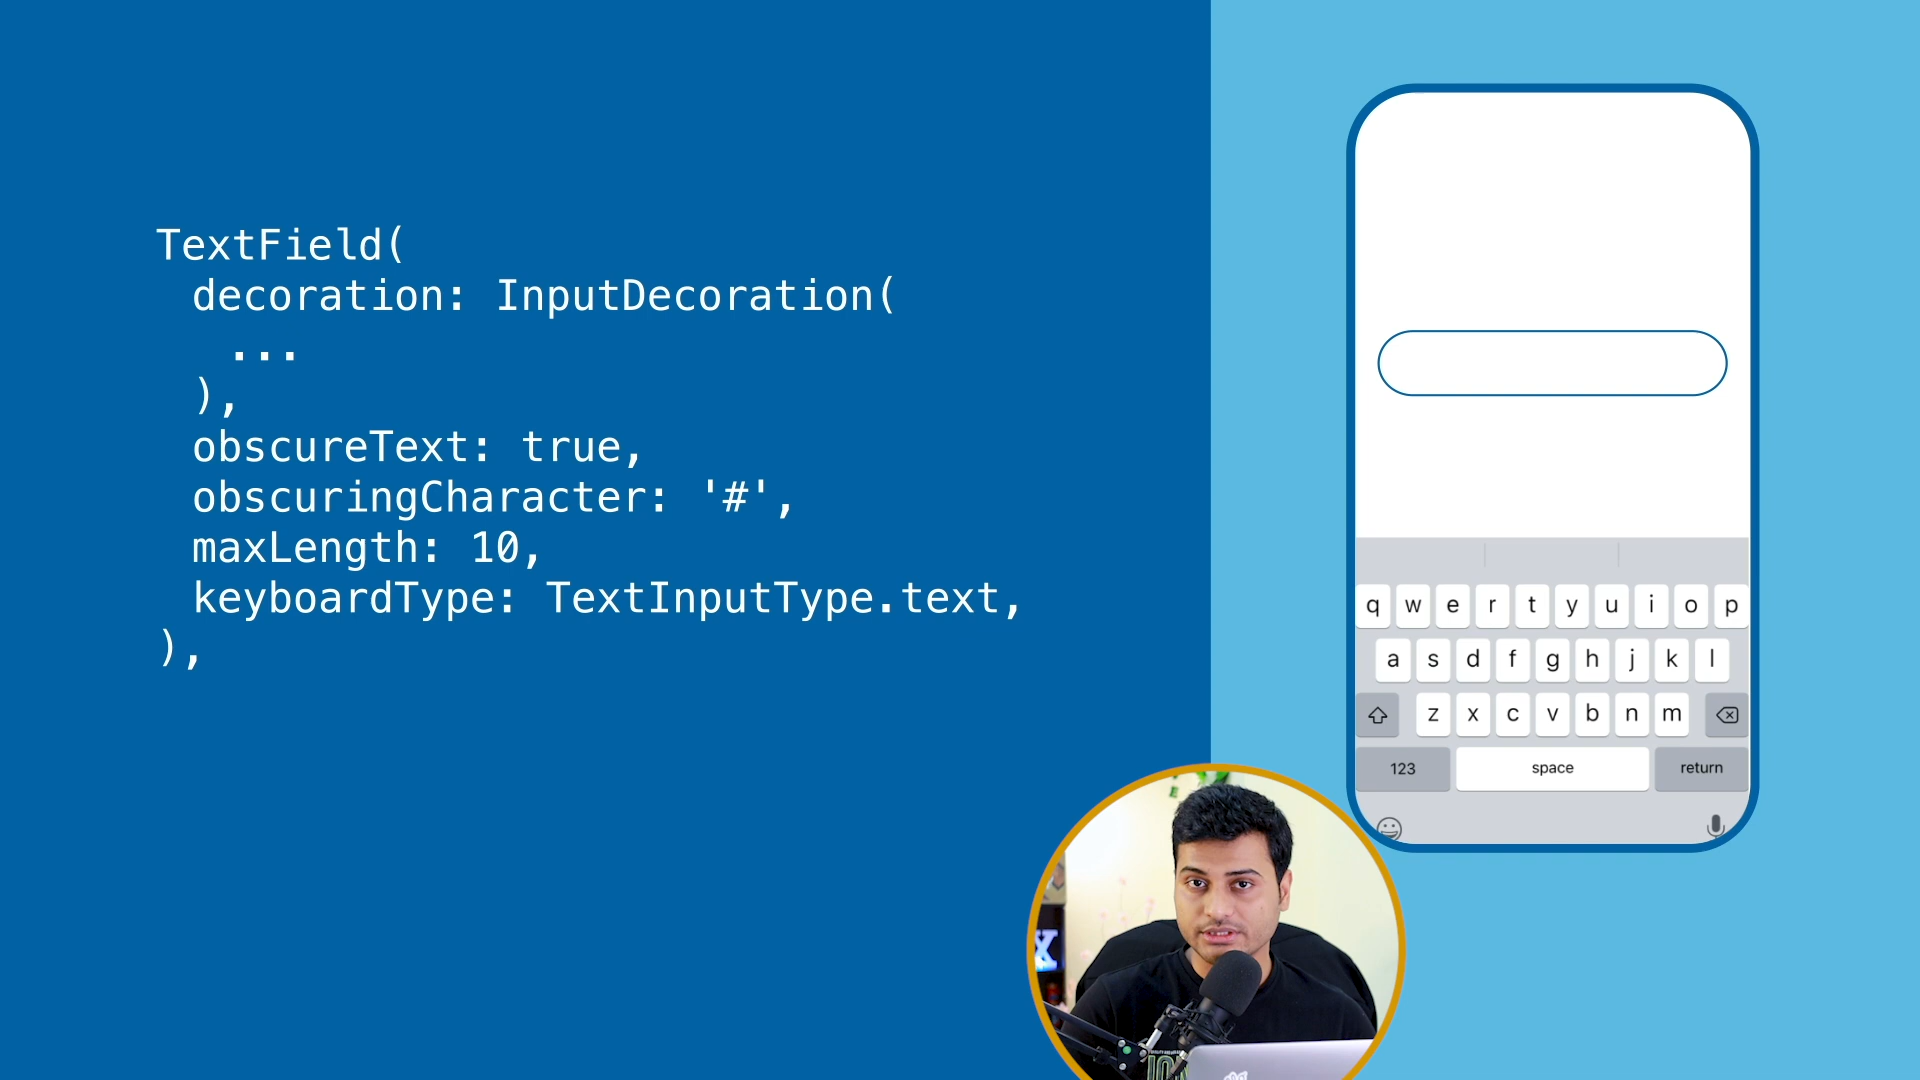 TextField(
decoration: InputDecoration(
...
),
obscureText: true,
obscuringCharacter: '#',
maxLength: 10,
keyboardType: TextInputType.text,
),
q w e r t y u i o p
a s d f g h j k l
z x c v b n m
123 space return
X